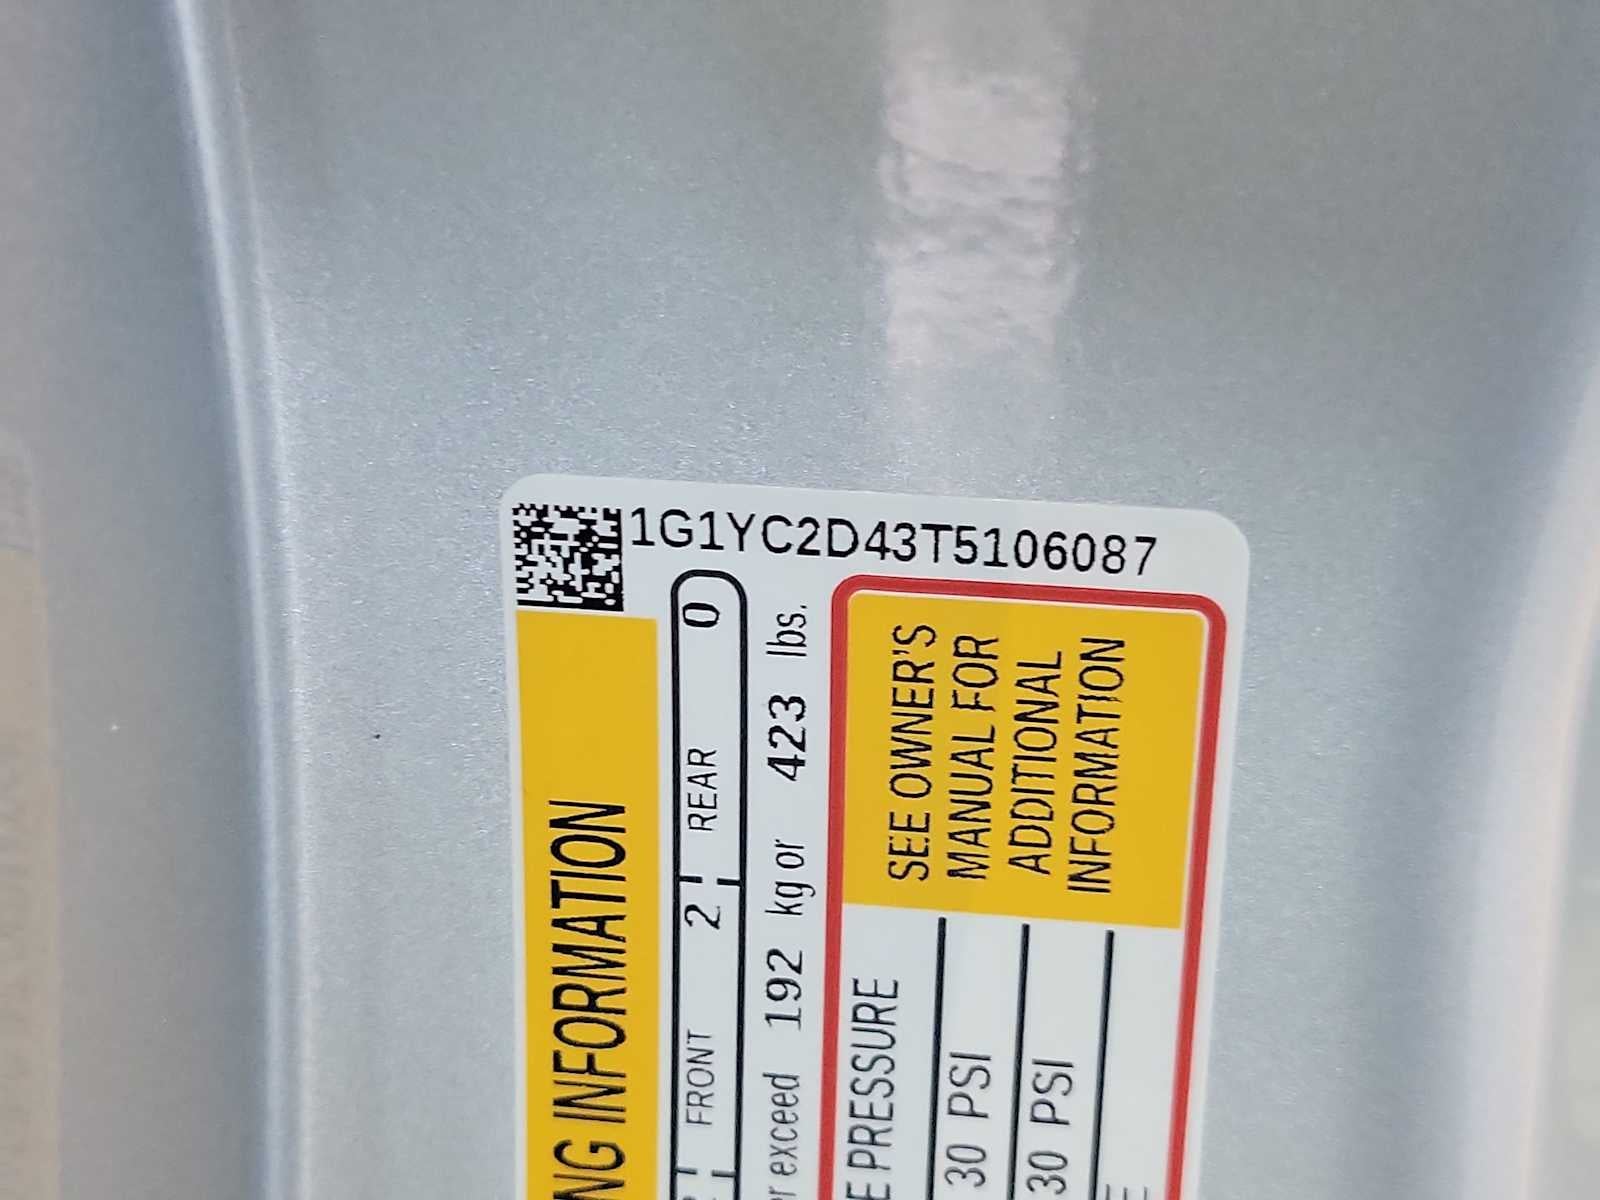 1G1YC2D43T5106087
NG INFORMATION
FRONT 2 REAR 0
exceed 192 kg or 423 lbs.
PRESSURE
SEE OWNER'S
MANUAL FOR
ADDITIONAL
INFORMATION
30 PSI
30 PSI